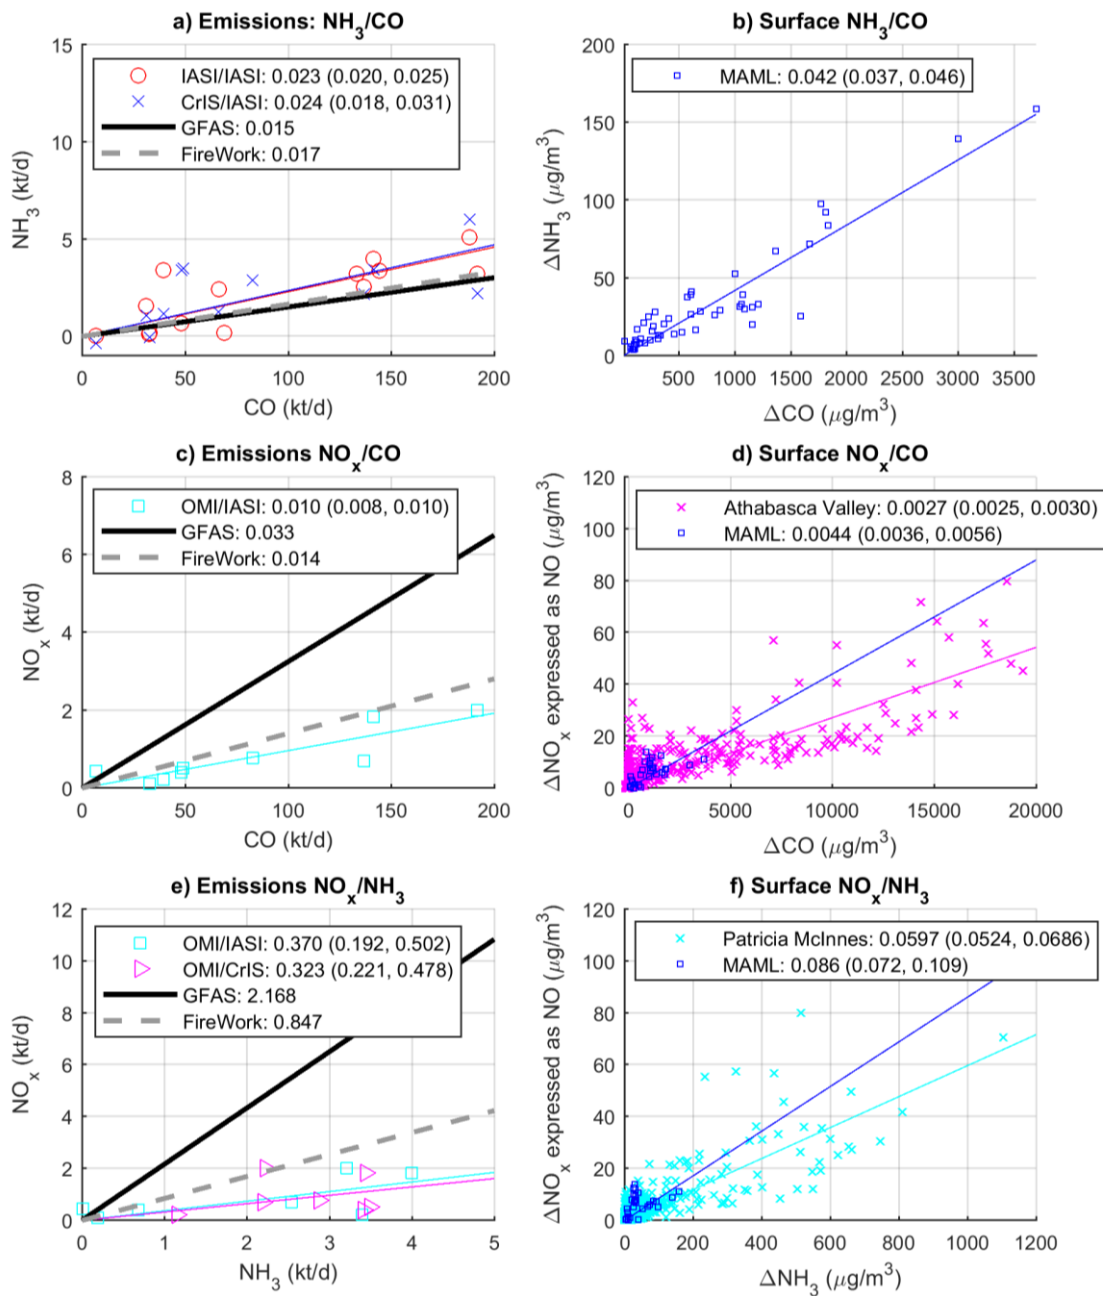 a) Emissions: NH3/CO
15
10
5
0
NH3 (kt/d)
IASI/IASI: 0.023 (0.020, 0.025)
CrIS/IASI: 0.024 (0.018, 0.031)
GFAS: 0.015
FireWork: 0.017
0 50 100 150 200
CO (kt/d)
b) Surface NH3/CO
200
150
100
50
0
ΔNH3 (μg/m3)
MAML: 0.042 (0.037, 0.046)
500 1000 1500 2000 2500 3000 3500
ΔCO (μg/m3)
c) Emissions NOx/CO
8
6
4
2
0
NOx (kt/d)
OMI/IASI: 0.010 (0.008, 0.010)
GFAS: 0.033
FireWork: 0.014
0 50 100 150 200
CO (kt/d)
d) Surface NOx/CO
120
100
80
60
40
20
0
ΔNOx expressed as NO (μg/m3)
Athabasca Valley: 0.0027 (0.0025, 0.0030)
MAML: 0.0044 (0.0036, 0.0056)
0 5000 10000 15000 20000
ΔCO (μg/m3)
e) Emissions NOx/NH3
12
10
8
6
4
2
0
NOx (kt/d)
OMI/IASI: 0.370 (0.192, 0.502)
OMI/CrIS: 0.323 (0.221, 0.478)
GFAS: 2.168
FireWork: 0.847
0 1 2 3 4 5
NH3 (kt/d)
f) Surface NOx/NH3
120
100
80
60
40
20
0
ΔNOx expressed as NO (μg/m3)
Patricia McInnes: 0.0597 (0.0524, 0.0686)
MAML: 0.086 (0.072, 0.109)
0 200 400 600 800 1000 1200
ΔNH3 (μg/m3)